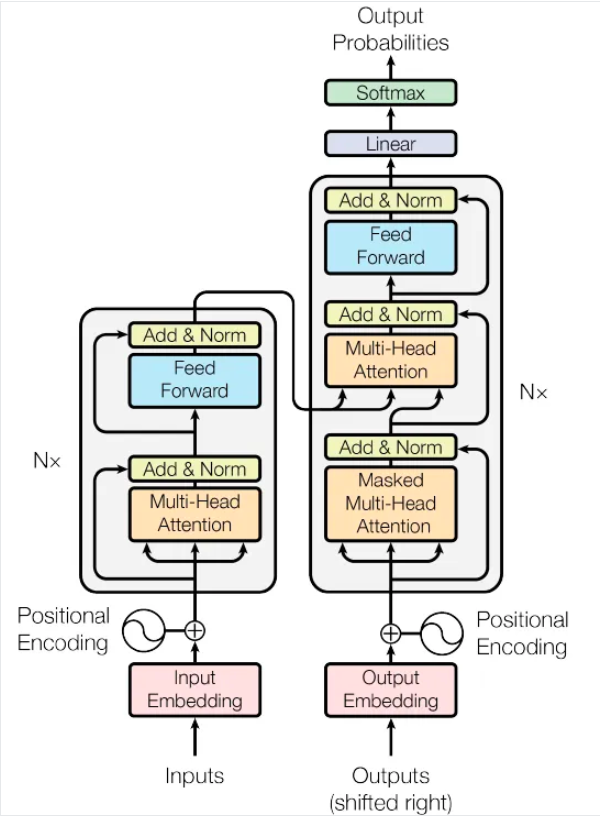 Output
Probabilities
Softmax
Linear
Add & Norm
Feed
Forward
Add & Norm
Multi-Head
Attention
Add & Norm
Masked
Multi-Head
Attention
Nx
Add & Norm
Feed
Forward
Add & Norm
Multi-Head
Attention
Nx
Positional
Encoding
Positional
Encoding
Input
Embedding
Output
Embedding
Inputs
Outputs
(shifted right)